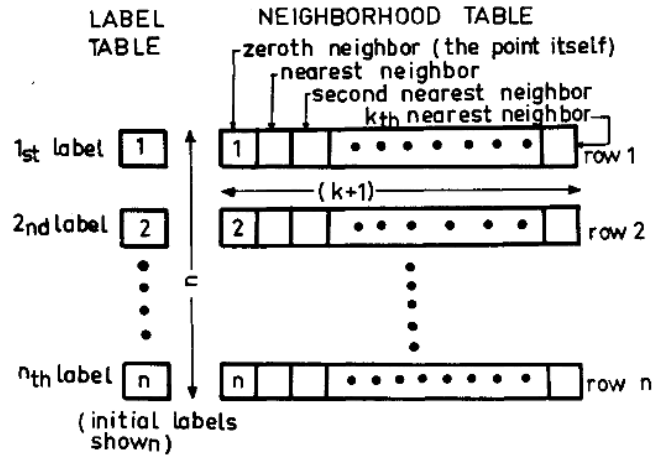 LABEL TABLE
NEIGHBORHOOD TABLE
zeroth neighbor (the point itself)
nearest neighbor
second nearest neighbor
kth nearest neighbor
1st label 1 1 row 1
(k+1)
2nd label 2 2 row 2
n
nth label n n row n
(initial labels
shown)